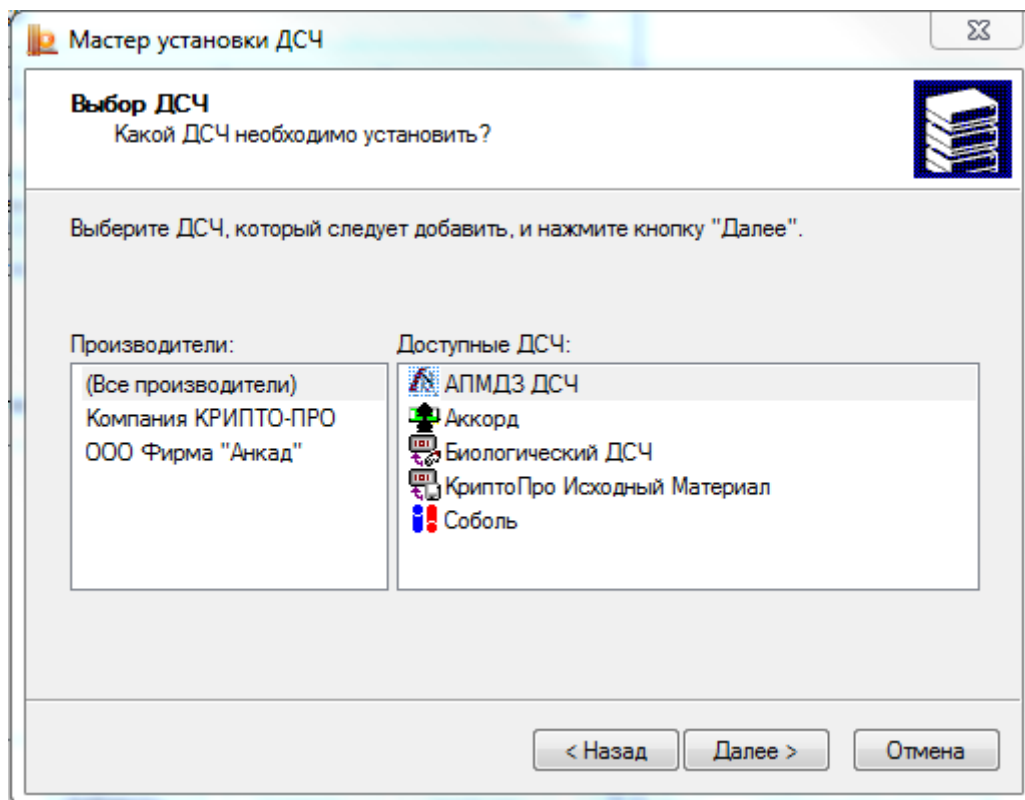 Мастер установки ДСЧ
Выбор ДСЧ
Какой ДСЧ необходимо установить?
Выберите ДСЧ, который следует добавить, и нажмите кнопку "Далее".
Производители:
(Все производители)
Компания КРИПТО-ПРО
ООО Фирма "Анкад"
Доступные ДСЧ:
АПМДЗ ДСЧ
Аккорд
Биологический ДСЧ
КриптоПро Исходный Материал
Соболь
< Назад
Далее >
Отмена